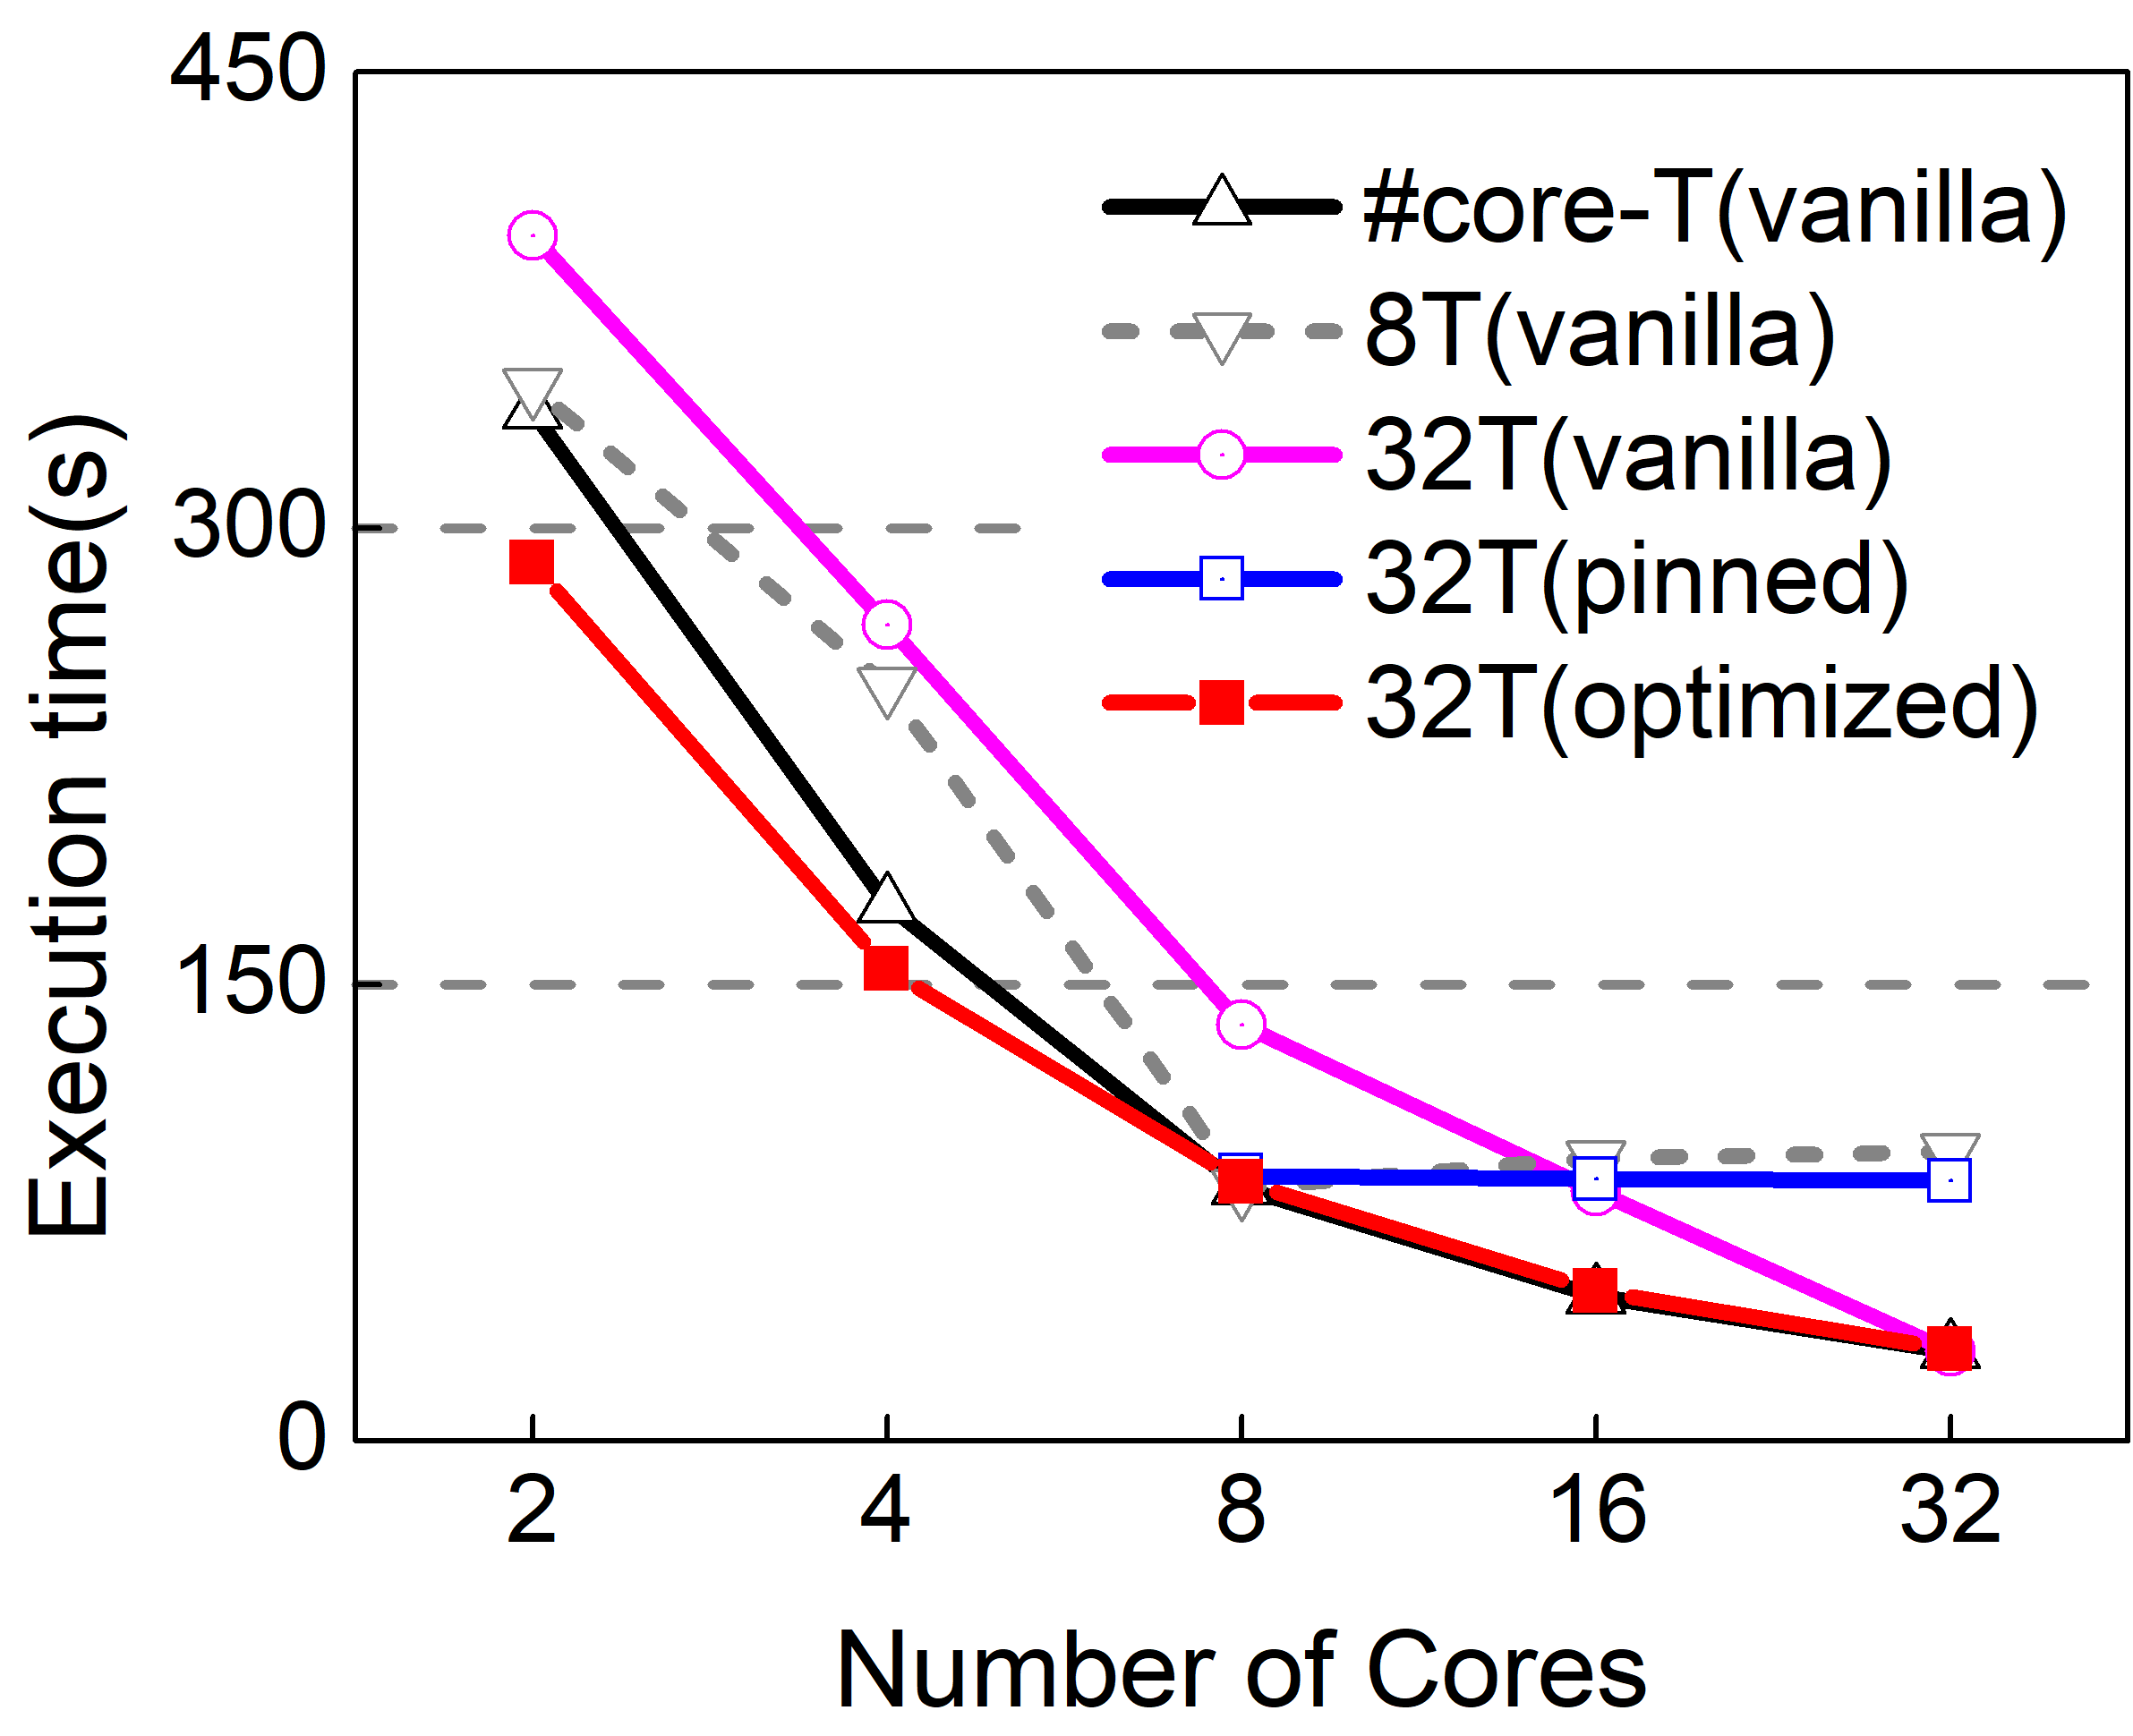 450
300
150
0
Execution time(s)
#core-T(vanilla)
8T(vanilla)
32T(vanilla)
32T(pinned)
32T(optimized)
2 4 8 16 32
Number of Cores